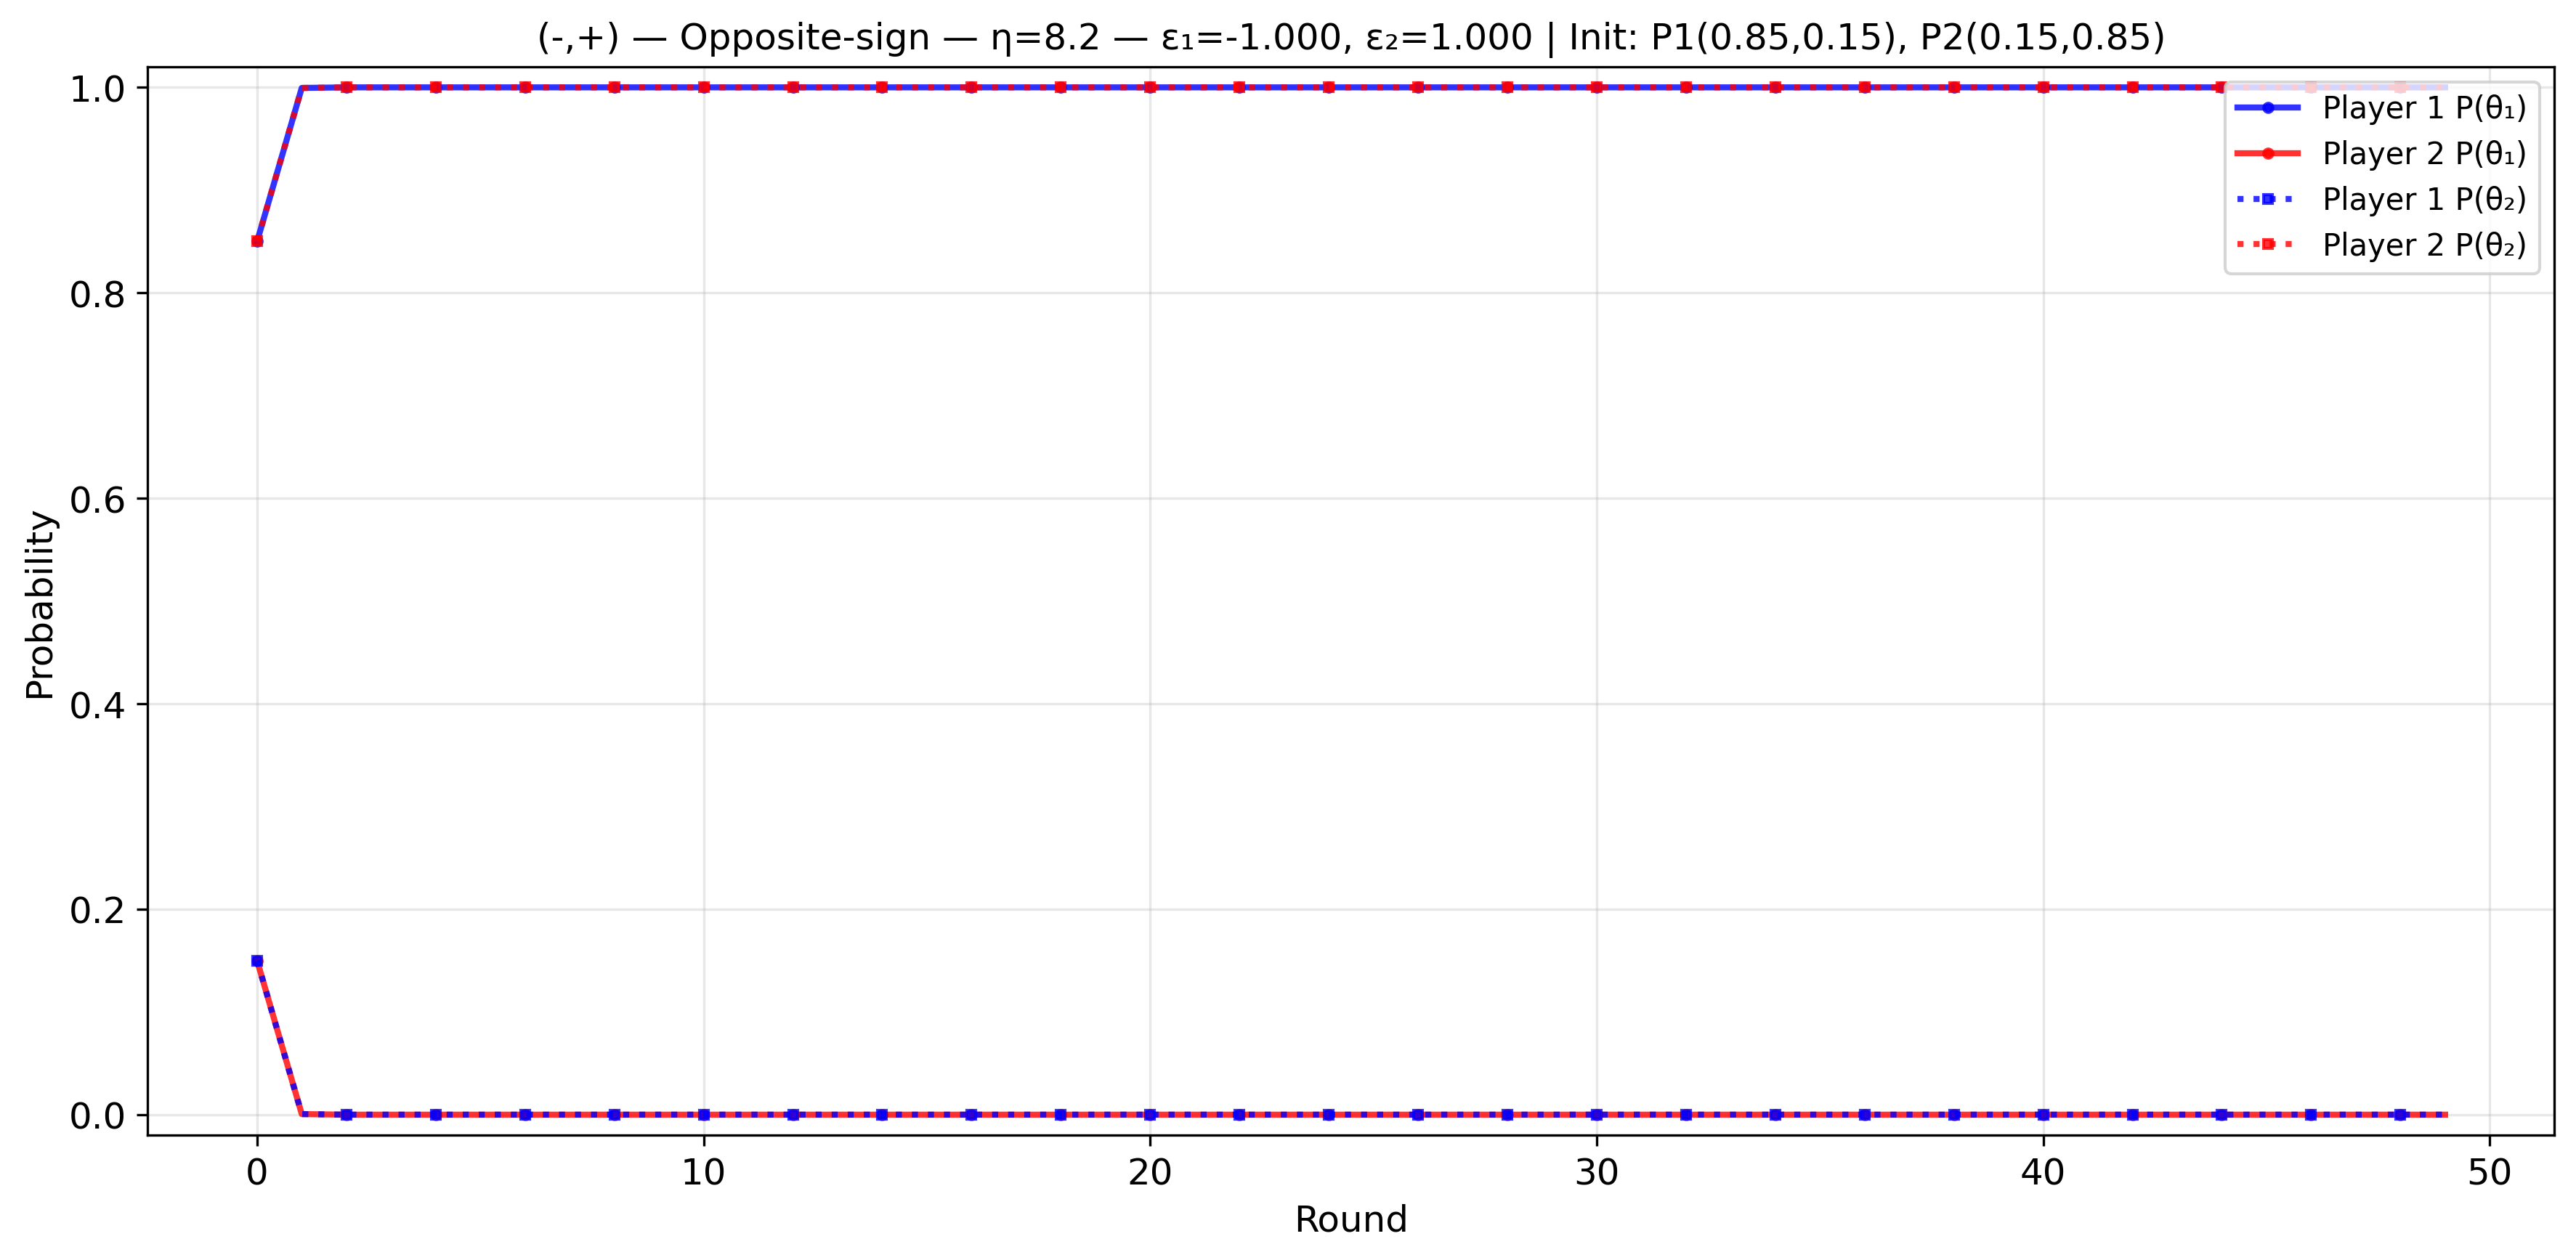 (-,+) — Opposite-sign — η=8.2 — ε₁=-1.000, ε₂=1.000 | Init: P1(0.85,0.15), P2(0.15,0.85)
1.0
0.8
0.6
0.4
0.2
0.0
Probability
Player 1 P(θ₁)
Player 2 P(θ₁)
Player 1 P(θ₂)
Player 2 P(θ₂)
0 10 20 30 40 50
Round